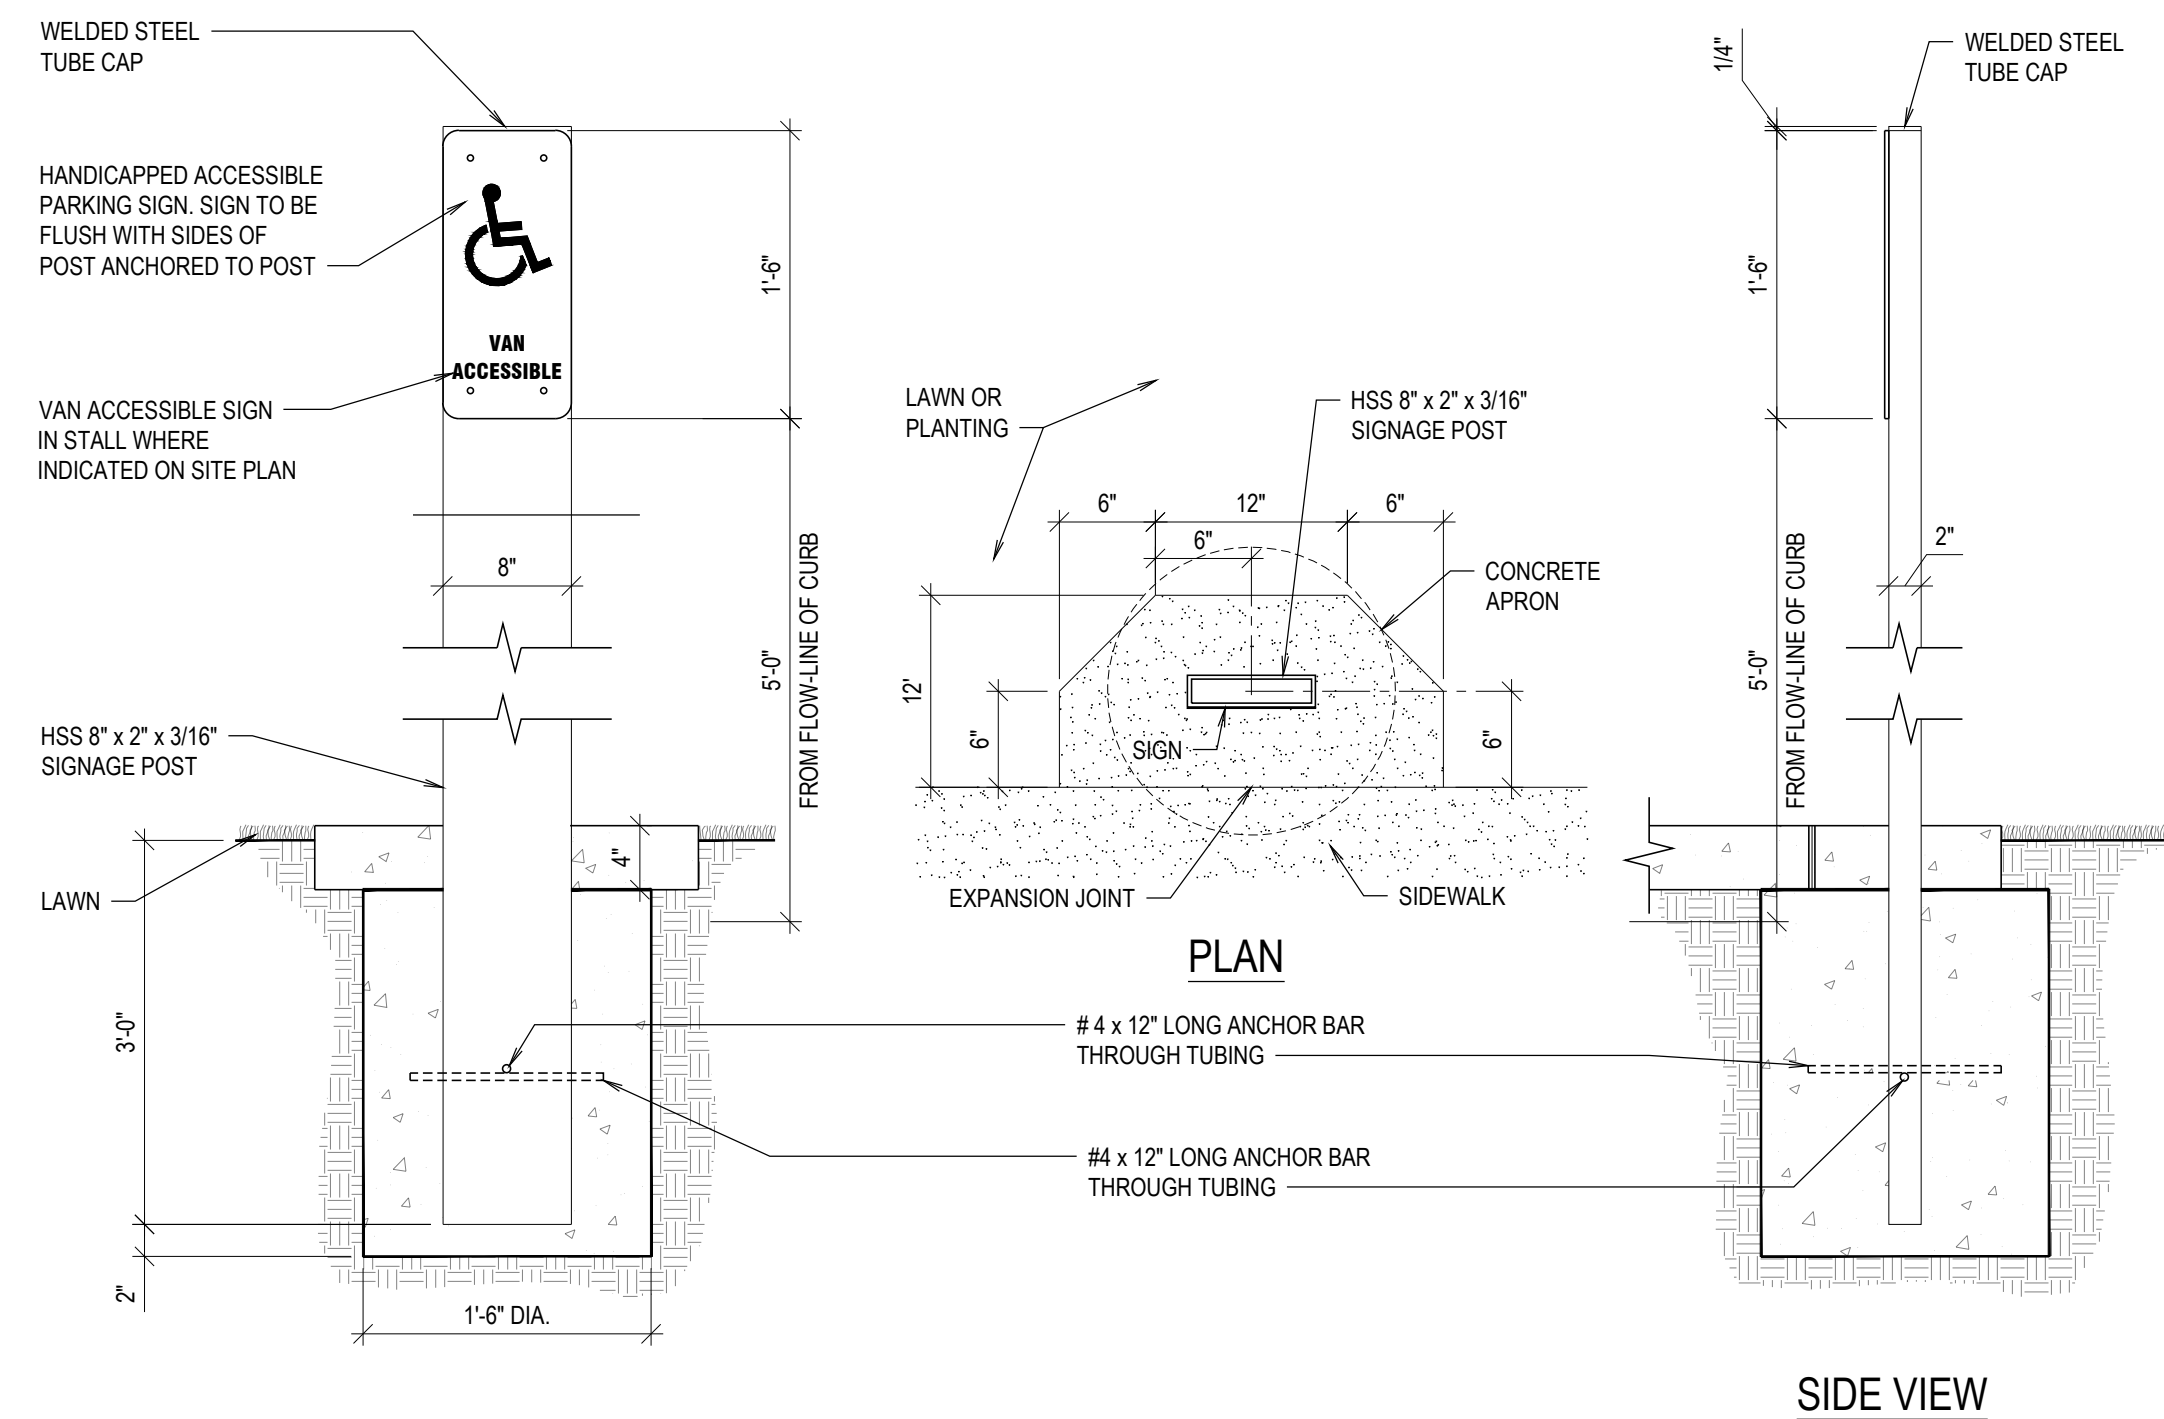 WELDED STEEL
TUBE CAP
HANDICAPPED ACCESSIBLE
PARKING SIGN. SIGN TO BE
FLUSH WITH SIDES OF
POST ANCHORED TO POST
VAN ACCESSIBLE SIGN
IN STALL WHERE
INDICATED ON SITE PLAN
VAN
ACCESSIBLE
1'-6"
8"
5'-0"
FROM FLOW-LINE OF CURB
HSS 8" x 2" x 3/16"
SIGNAGE POST
LAWN
4"
3'-0"
2"
1'-6" DIA.
LAWN OR
PLANTING
HSS 8" x 2" x 3/16"
SIGNAGE POST
6"
12"
6"
6"
CONCRETE
APRON
12'
6"
6"
SIGN
EXPANSION JOINT
SIDEWALK
PLAN
# 4 x 12" LONG ANCHOR BAR
THROUGH TUBING
#4 x 12" LONG ANCHOR BAR
THROUGH TUBING
1/4"
WELDED STEEL
TUBE CAP
1'-6"
2"
5'-0"
FROM FLOW-LINE OF CURB
SIDE VIEW